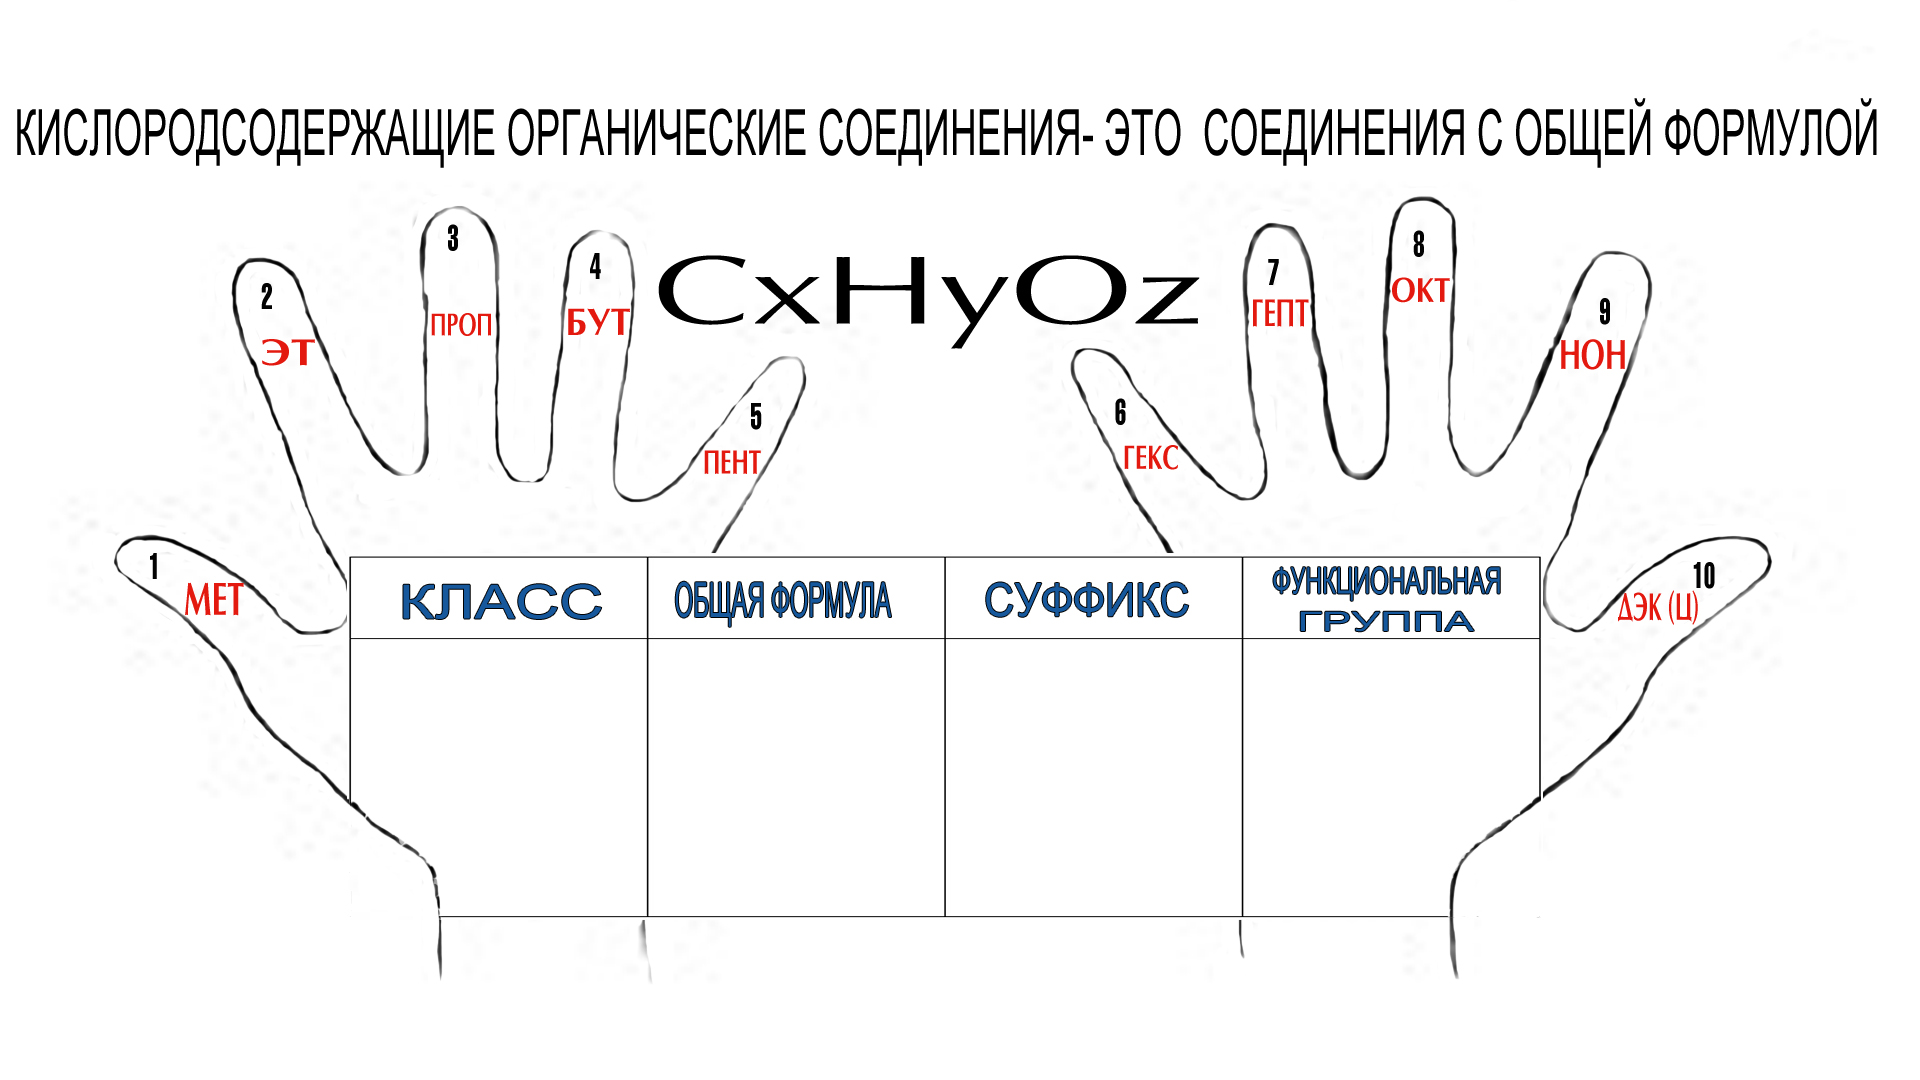 КИСЛОРОДСОДЕРЖАЩИЕ ОРГАНИЧЕСКИЕ СОЕДИНЕНИЯ- ЭТО СОЕДИНЕНИЯ С ОБЩЕЙ ФОРМУЛОЙ
CxHyOz
1
МЕТ
2
ЭТ
3
ПРОП
4
БУТ
5
ПЕНТ
6
ГЕКС
7
ГЕПТ
8
ОКТ
9
НОН
10
ДЭК (Ц)
КЛАСС
ОБЩАЯ ФОРМУЛА
СУФФИКС
ФУНКЦИОНАЛЬНАЯ
ГРУППА